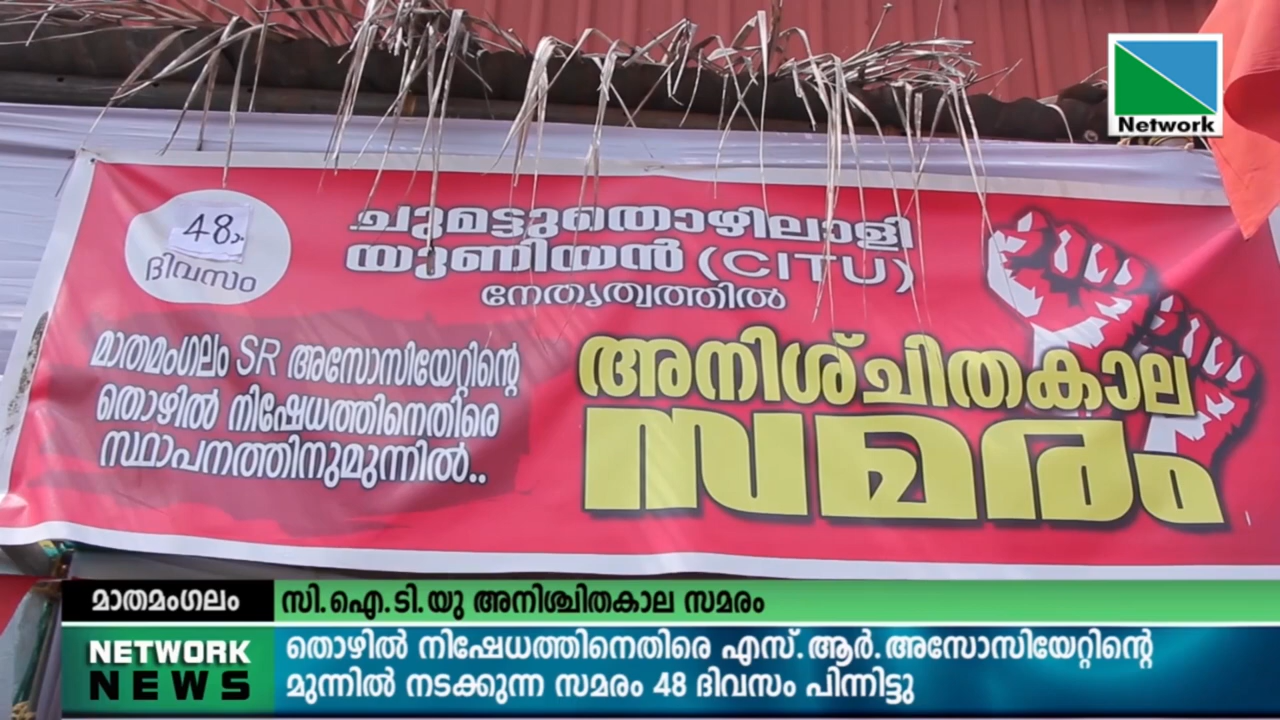 Network
48ാം
ദിവസം
ചുമട്ടുതൊഴിലാളി
യൂണിയൻ (CITU)
നേതൃത്വത്തിൽ
മാതമംഗലം SR അസോസിയേറ്റിന്റെ
തൊഴിൽ നിഷേധത്തിനെതിരെ
സ്ഥാപനത്തിനുമുന്നിൽ..
അനിശ്ചിതകാല
സമരം
മാതമംഗലം
സി.ഐ.ടി.യു അനിശ്ചിതകാല സമരം
NETWORK
NEWS
തൊഴിൽ നിഷേധത്തിനെതിരെ എസ്.ആർ.അസോസിയേറ്റിന്റെ
മുന്നിൽ നടക്കുന്ന സമരം 48 ദിവസം പിന്നിട്ടു